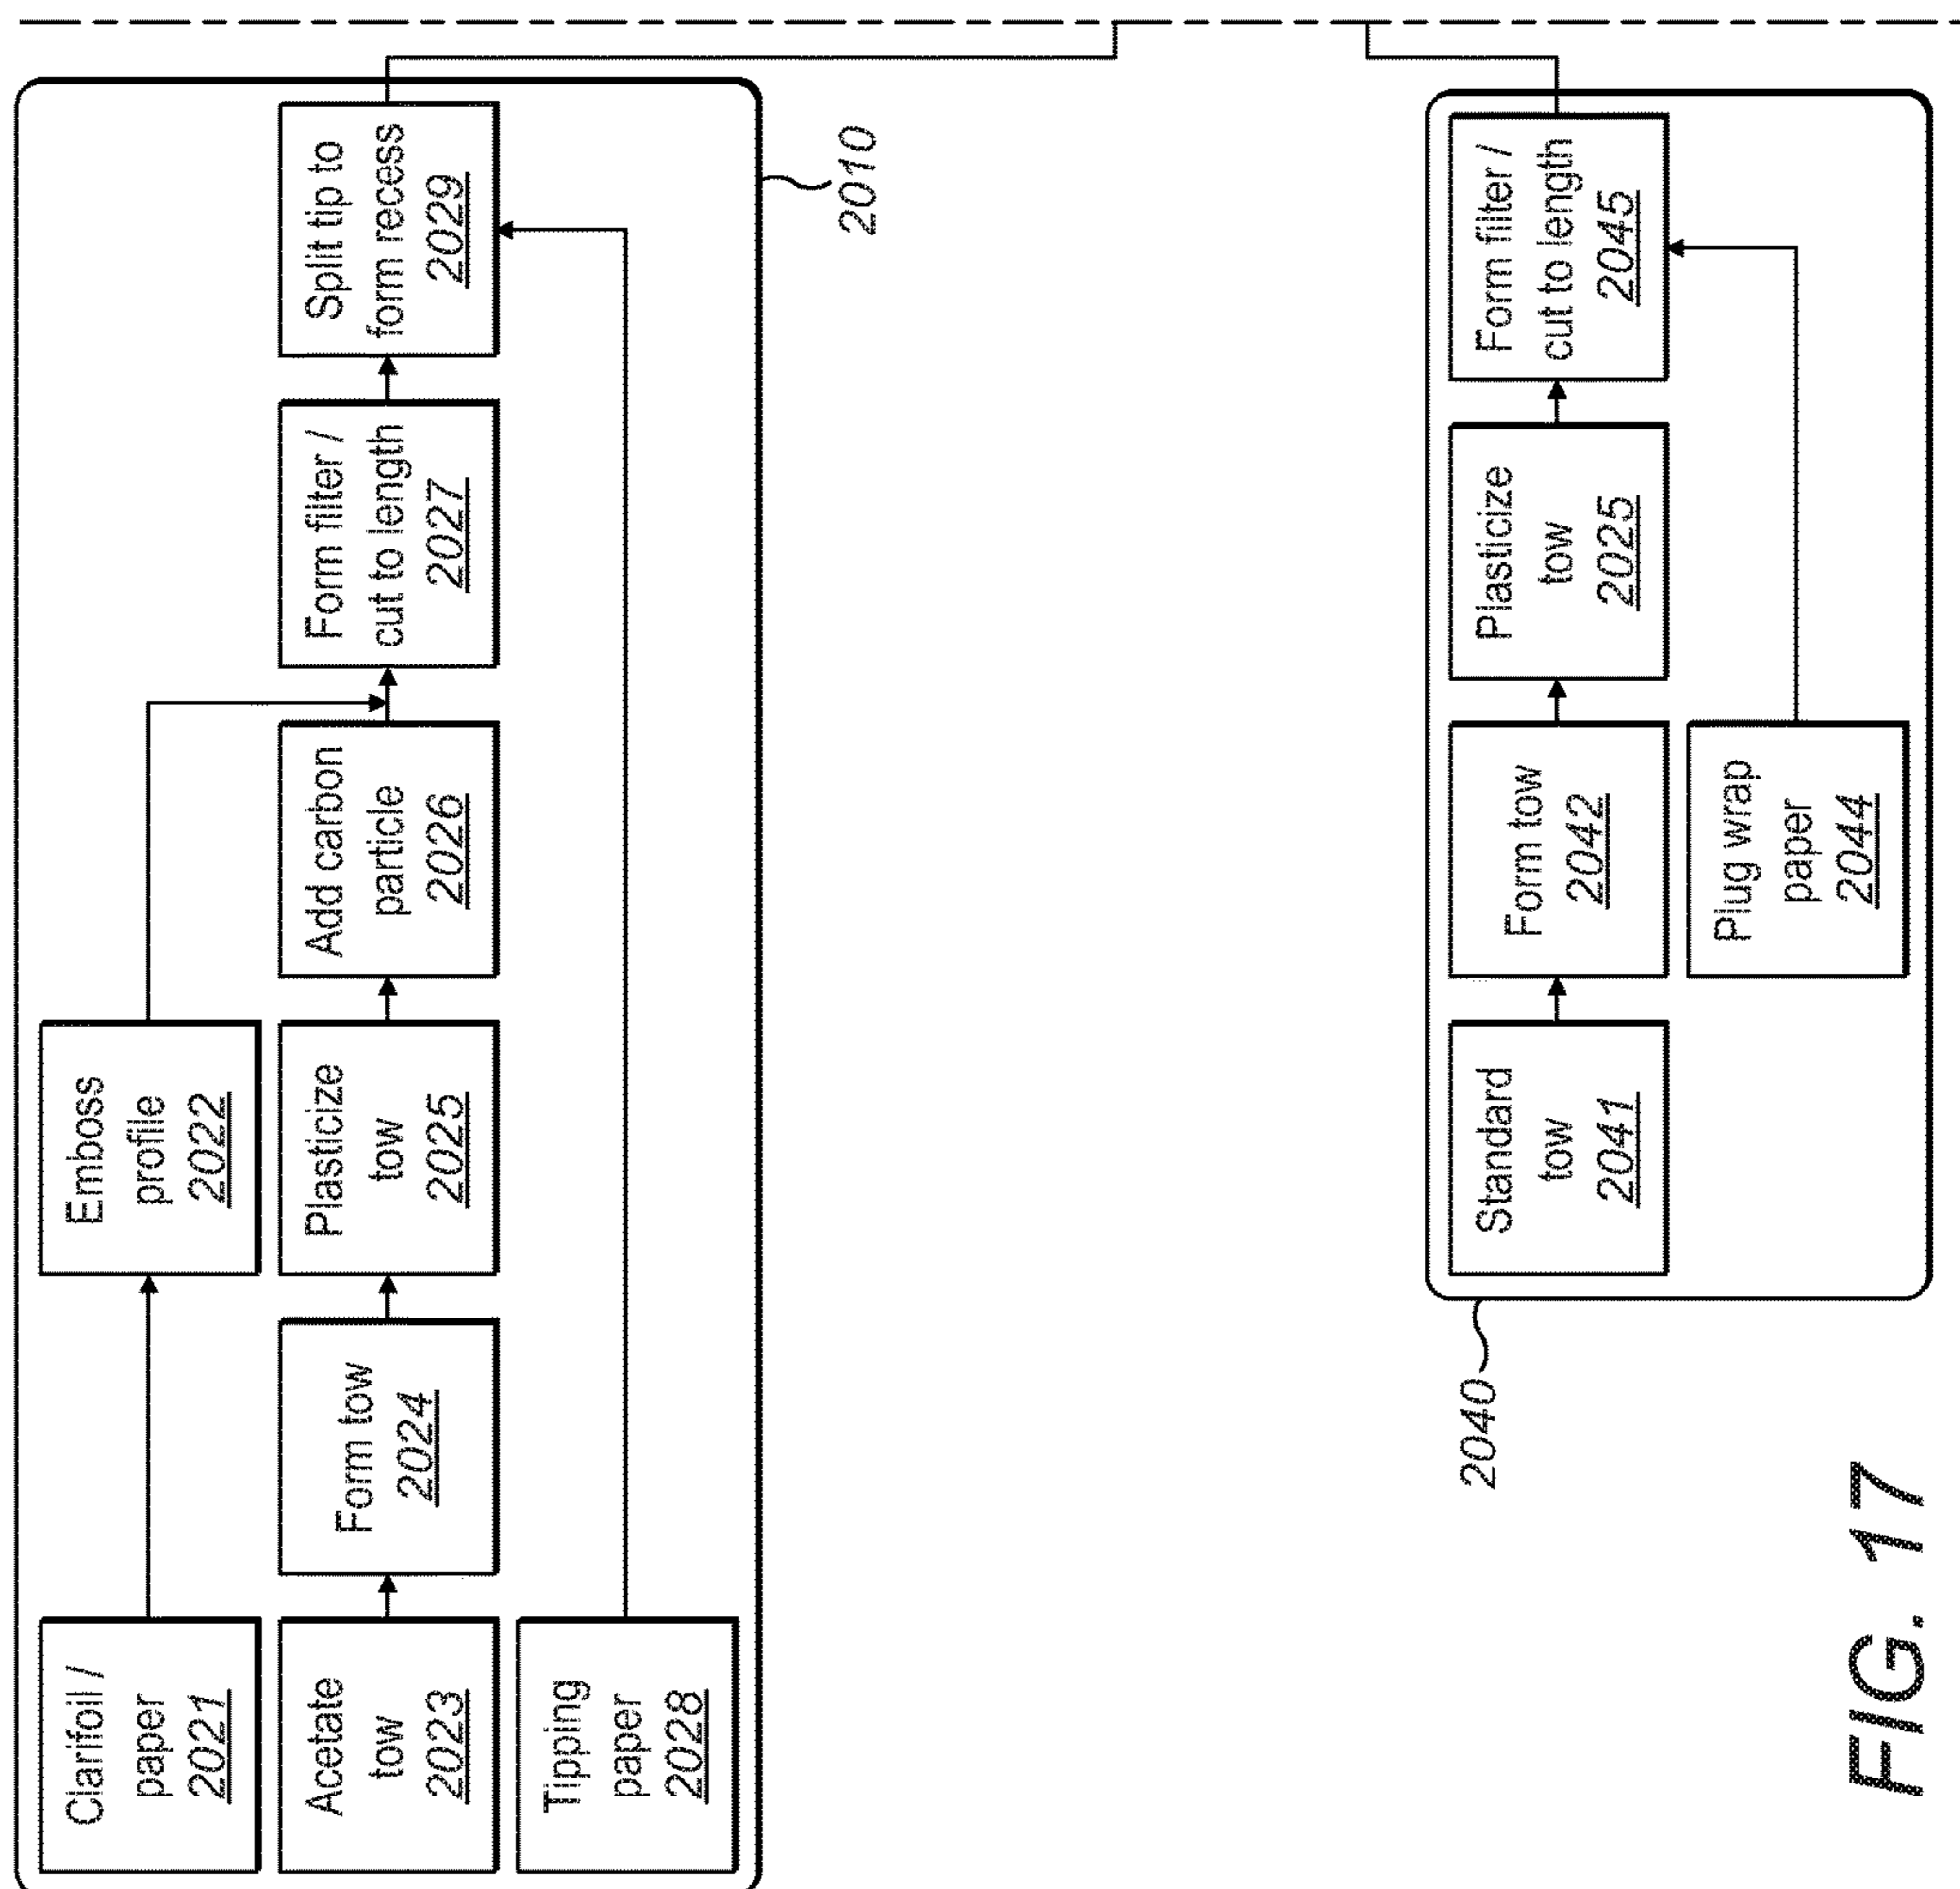 Clarifoil /
paper
2021
Emboss
profile
2022
Acetate
tow
2023
Form tow
2024
Plasticize
tow
2025
Add carbon
particle
2026
Form filter /
cut to length
2027
Split tip to
form recess
2029
Tipping
paper
2028
2010
2040
Standard
tow
2041
Form tow
2042
Plasticize
tow
2025
Form filter /
cut to length
2045
Plug wrap
paper
2044
FIG. 17